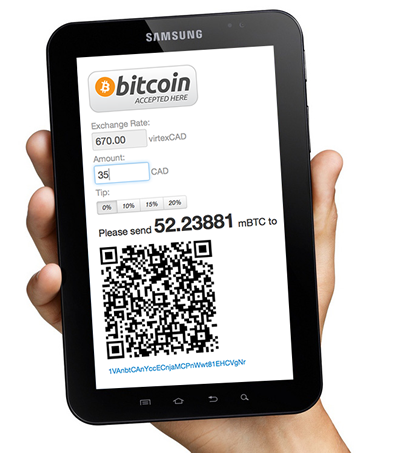 SAMSUNG
bitcoin
ACCEPTED HERE
Exchange Rate:
670.00 virtexCAD
Amount:
35 CAD
Tip:
0% 10% 15% 20%
Please send 52.23881 mBTC to
1VAnbtCAnYccECnjaMCPnWwt81EHCVgNr